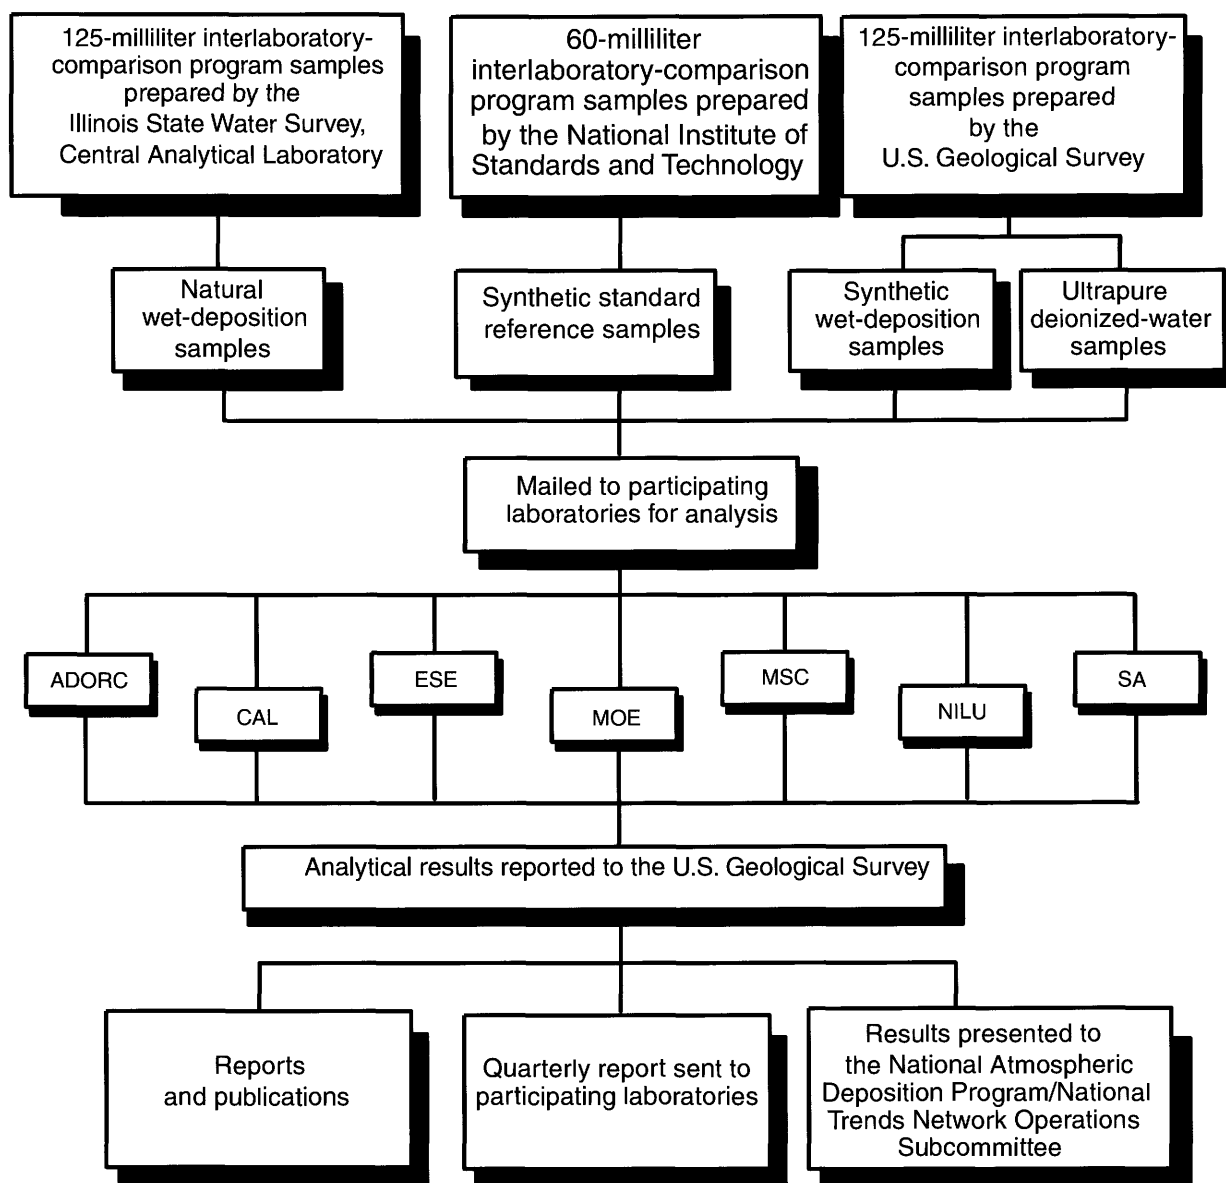 125-milliliter interlaboratory-
comparison program samples
prepared by the
Illinois State Water Survey,
Central Analytical Laboratory
60-milliliter
interlaboratory-comparison
program samples prepared
by the National Institute of
Standards and Technology
125-milliliter interlaboratory-
comparison program
samples prepared
by the
U.S. Geological Survey
Natural
wet-deposition
samples
Synthetic standard
reference samples
Synthetic
wet-deposition
samples
Ultrapure
deionized-water
samples
Mailed to participating
laboratories for analysis
ADORC
CAL
ESE
MOE
MSC
NILU
SA
Analytical results reported to the U.S. Geological Survey
Reports
and publications
Quarterly report sent to
participating laboratories
Results presented to
the National Atmospheric
Deposition Program/National
Trends Network Operations
Subcommittee